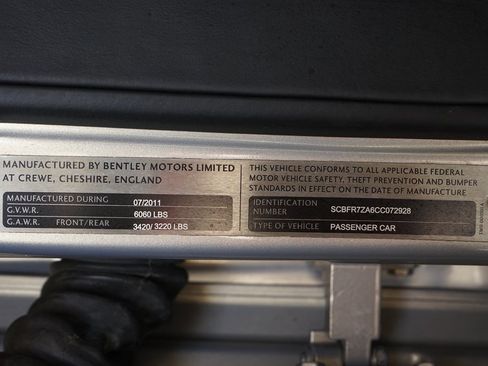 MANUFACTURED BY BENTLEY MOTORS LIMITED
AT CREWE, CHESHIRE, ENGLAND
MANUFACTURED DURING 07/2011
G.V.W.R. 6060 LBS
G.A.W.R. FRONT/REAR 3420/ 3220 LBS
THIS VEHICLE CONFORMS TO ALL APPLICABLE FEDERAL
MOTOR VEHICLE SAFETY, THEFT PREVENTION AND BUMPER
STANDARDS IN EFFECT ON THE DATE OF MANUFACTURE
IDENTIFICATION
NUMBER SCBFR7ZA6CC072928
TYPE OF VEHICLE PASSENGER CAR